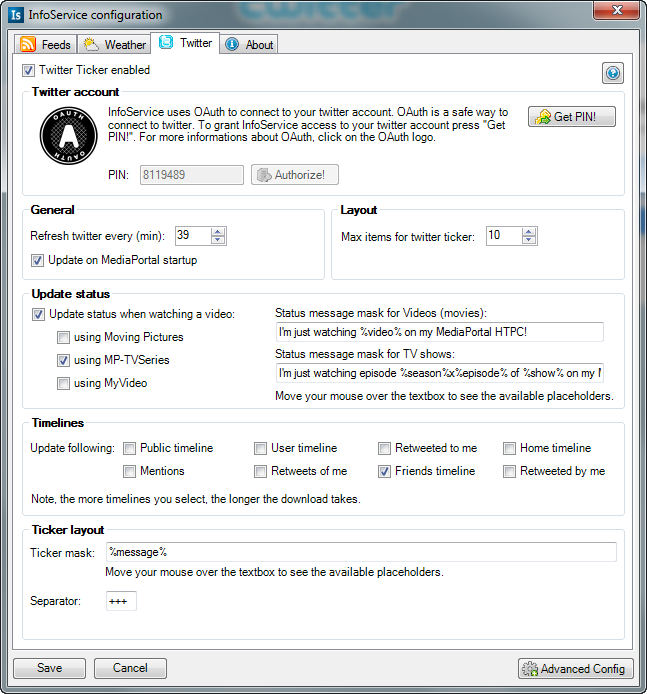 twitter
Is InfoService configuration
Feeds Weather Twitter About
Twitter Ticker enabled
Twitter account
InfoService uses OAuth to connect to your twitter account. OAuth is a safe way to
connect to twitter. To grant InfoService access to your twitter account press "Get
PIN!". For more informations about OAuth, click on the OAuth logo.
OAUTH
A
OAUTH
Get PIN!
PIN: 8119489 Authorize!
General
Refresh twitter every (min): 39
Update on MediaPortal startup
Layout
Max items for twitter ticker: 10
Update status
Update status when watching a video:
using Moving Pictures
using MP-TVSeries
using MyVideo
Status message mask for Videos (movies):
I'm just watching %video% on my MediaPortal HTPC!
Status message mask for TV shows:
I'm just watching episode %season%x%episode% of %show% on my M
Move your mouse over the textbox to see the available placeholders.
Timelines
Update following: Public timeline User timeline Retweeted to me Home timeline
Mentions Retweets of me Friends timeline Retweeted by me
Note, the more timelines you select, the longer the download takes.
Ticker layout
Ticker mask: %message%
Move your mouse over the textbox to see the available placeholders.
Separator: +++
Save Cancel Advanced Config